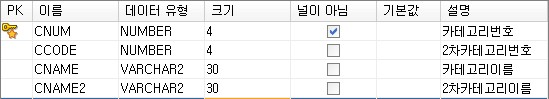 PK 이름 데이터 유형 크기 널이 아님 기본값 설명
CNUM NUMBER 4 카테고리번호
CCODE NUMBER 4 2차카테고리번호
CNAME VARCHAR2 30 카테고리이름
CNAME2 VARCHAR2 30 2차카테고리이름